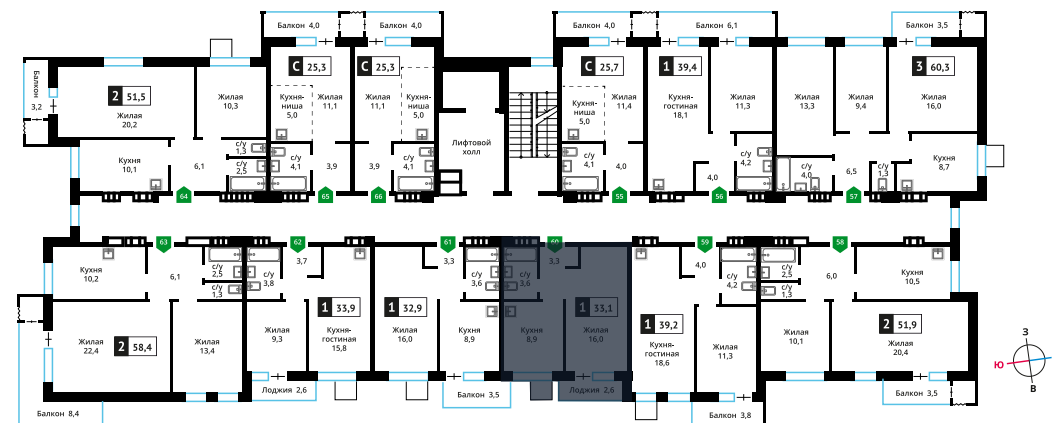 Балкон 4,0
Балкон 4,0
Балкон 4,0
Балкон 6,1
Балкон 3,5
Балкон
3,2
2 51,5
Жилая
20,2
Жилая
10,3
С 25,3
Кухня-
ниша
5,0
Жилая
11,1
С 25,3
Жилая
11,1
Кухня-
ниша
5,0
Лифтовой
холл
С 25,7
Кухня-
ниша
5,0
Жилая
11,4
1 39,4
Кухня-
гостиная
18,1
Жилая
11,3
Жилая
13,3
Жилая
9,4
3 60,3
Жилая
16,0
Кухня
10,1
6,1
с/у
1,3
с/у
2,5
с/у
4,1
3,9
3,9
с/у
4,1
с/у
4,1
4,0
4,0
с/у
4,2
с/у
4,0
6,5
с/у
1,3
Кухня
8,7
64
65
66
55
56
57
63
62
61
60
59
58
Кухня
10,2
6,1
с/у
2,5
с/у
1,3
с/у
3,8
3,7
3,3
с/у
3,6
с/у
3,6
3,3
4,0
с/у
4,2
с/у
2,5
с/у
1,3
6,0
Кухня
10,5
Жилая
22,4
2 58,4
Жилая
13,4
Жилая
9,3
1 33,9
Кухня-
гостиная
15,8
1 32,9
Жилая
16,0
Кухня
8,9
Кухня
8,9
1 33,1
Жилая
16,0
1 39,2
Кухня-
гостиная
18,6
Жилая
11,3
Жилая
10,1
2 51,9
Жилая
20,4
Балкон 8,4
Лоджия 2,6
Балкон 3,5
Лоджия 2,6
Балкон 3,8
Балкон 3,5
З
Ю
В